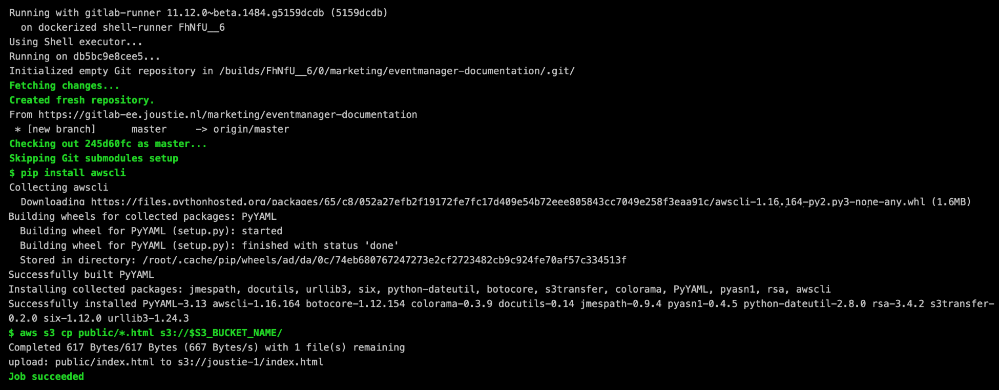 Running with gitlab-runner 11.12.0~beta.1484.g5159dcdb (5159dcdb)
  on dockerized shell-runner FhNfU__6
Using Shell executor...
Running on db5bc9e8cee5...
Initialized empty Git repository in /builds/FhNfU__6/0/marketing/eventmanager-documentation/.git/
Fetching changes...
Created fresh repository.
From https://gitlab-ee.joustie.nl/marketing/eventmanager-documentation
 * [new branch]      master     -> origin/master
Checking out 245d60fc as master...
Skipping Git submodules setup
$ pip install awscli
Collecting awscli
  Downloading https://files.pythonhosted.org/packages/65/c8/052a27efb2f19172fe7fc17d409e54b72eee805843cc7049e258f3eaa91c/awscli-1.16.164-py2.py3-none-any.whl (1.6MB)
Building wheels for collected packages: PyYAML
  Building wheel for PyYAML (setup.py): started
  Building wheel for PyYAML (setup.py): finished with status 'done'
  Stored in directory: /root/.cache/pip/wheels/ad/da/0c/74eb680767247273e2cf2723482cb9c924fe70af57c334513f
Successfully built PyYAML
Installing collected packages: jmespath, docutils, urllib3, six, python-dateutil, botocore, s3transfer, colorama, PyYAML, pyasn1, rsa, awscli
Successfully installed PyYAML-3.13 awscli-1.16.164 botocore-1.12.154 colorama-0.3.9 docutils-0.14 jmespath-0.9.4 pyasn1-0.4.5 python-dateutil-2.8.0 rsa-3.4.2 s3transfer-
0.2.0 six-1.12.0 urllib3-1.24.3
$ aws s3 cp public/*.html s3://$S3_BUCKET_NAME/
Completed 617 Bytes/617 Bytes (667 Bytes/s) with 1 file(s) remaining
upload: public/index.html to s3://joustie-1/index.html
Job succeeded